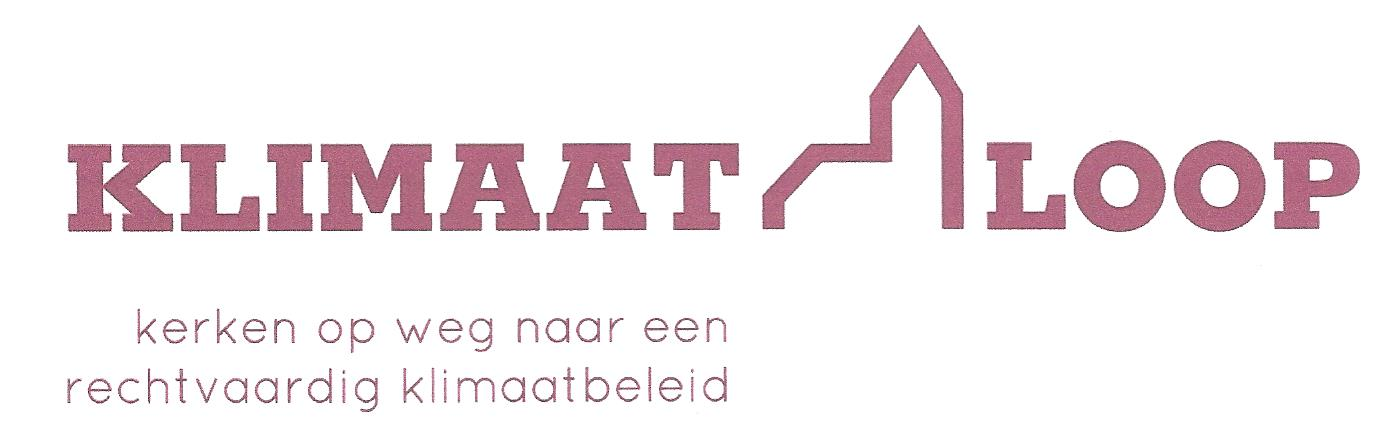 KLIMAAT LOOP
kerken op weg naar een
rechtvaardig klimaatbeleid